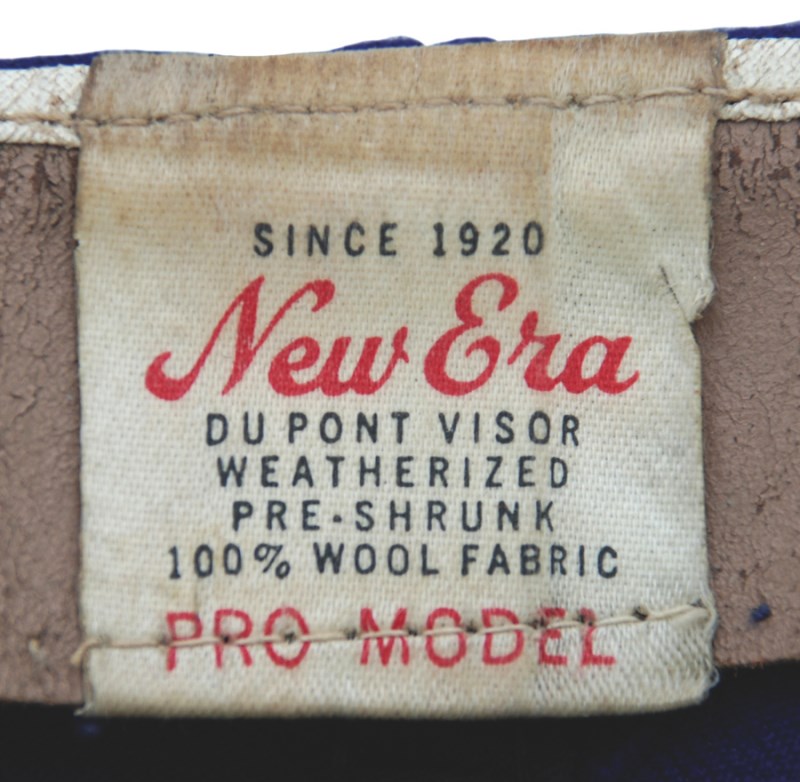 SINCE 1920
New Era
DU PONT VISOR
WEATHERIZED
PRE-SHRUNK
100% WOOL FABRIC
PRO MODEL